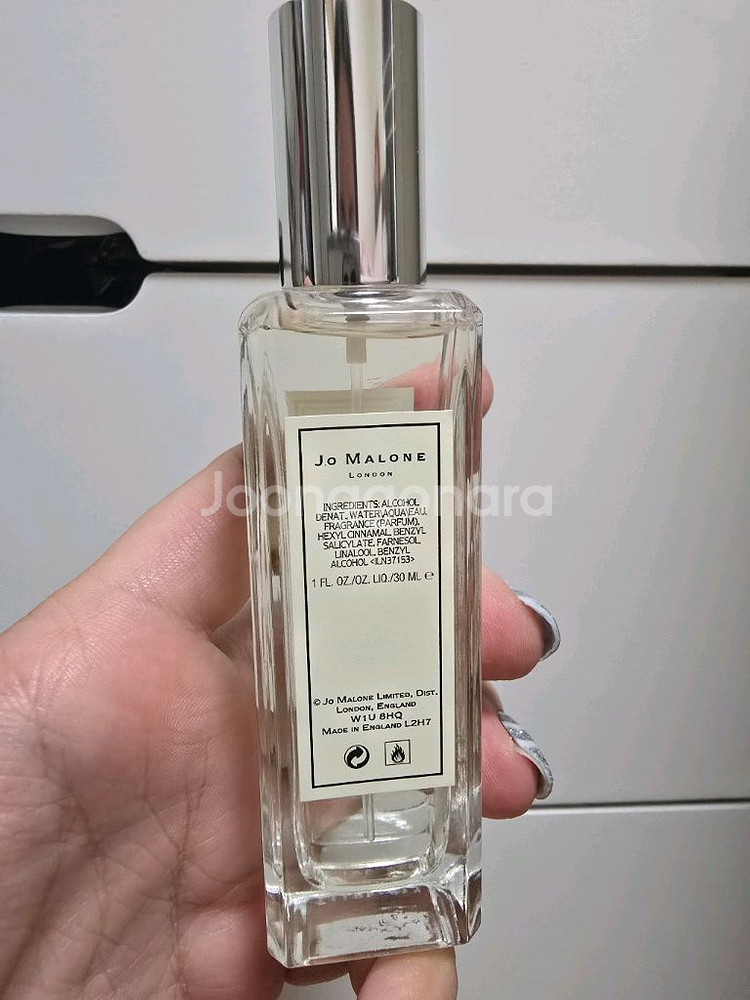 Jo Malone
London
INGREDIENTS: ALCOHOL
DENAT., WATER\AQUA\EAU,
FRAGRANCE (PARFUM),
HEXYL CINNAMAL, BENZYL
SALICYLATE, FARNESOL,
LINALOOL, BENZYL
ALCOHOL <ILN37153>
1 FL. OZ./OZ. LIQ./30 ML ℮
© Jo Malone Limited, Dist.
London, England
W1U 8HQ
Made in England L2H7
Joonggonara